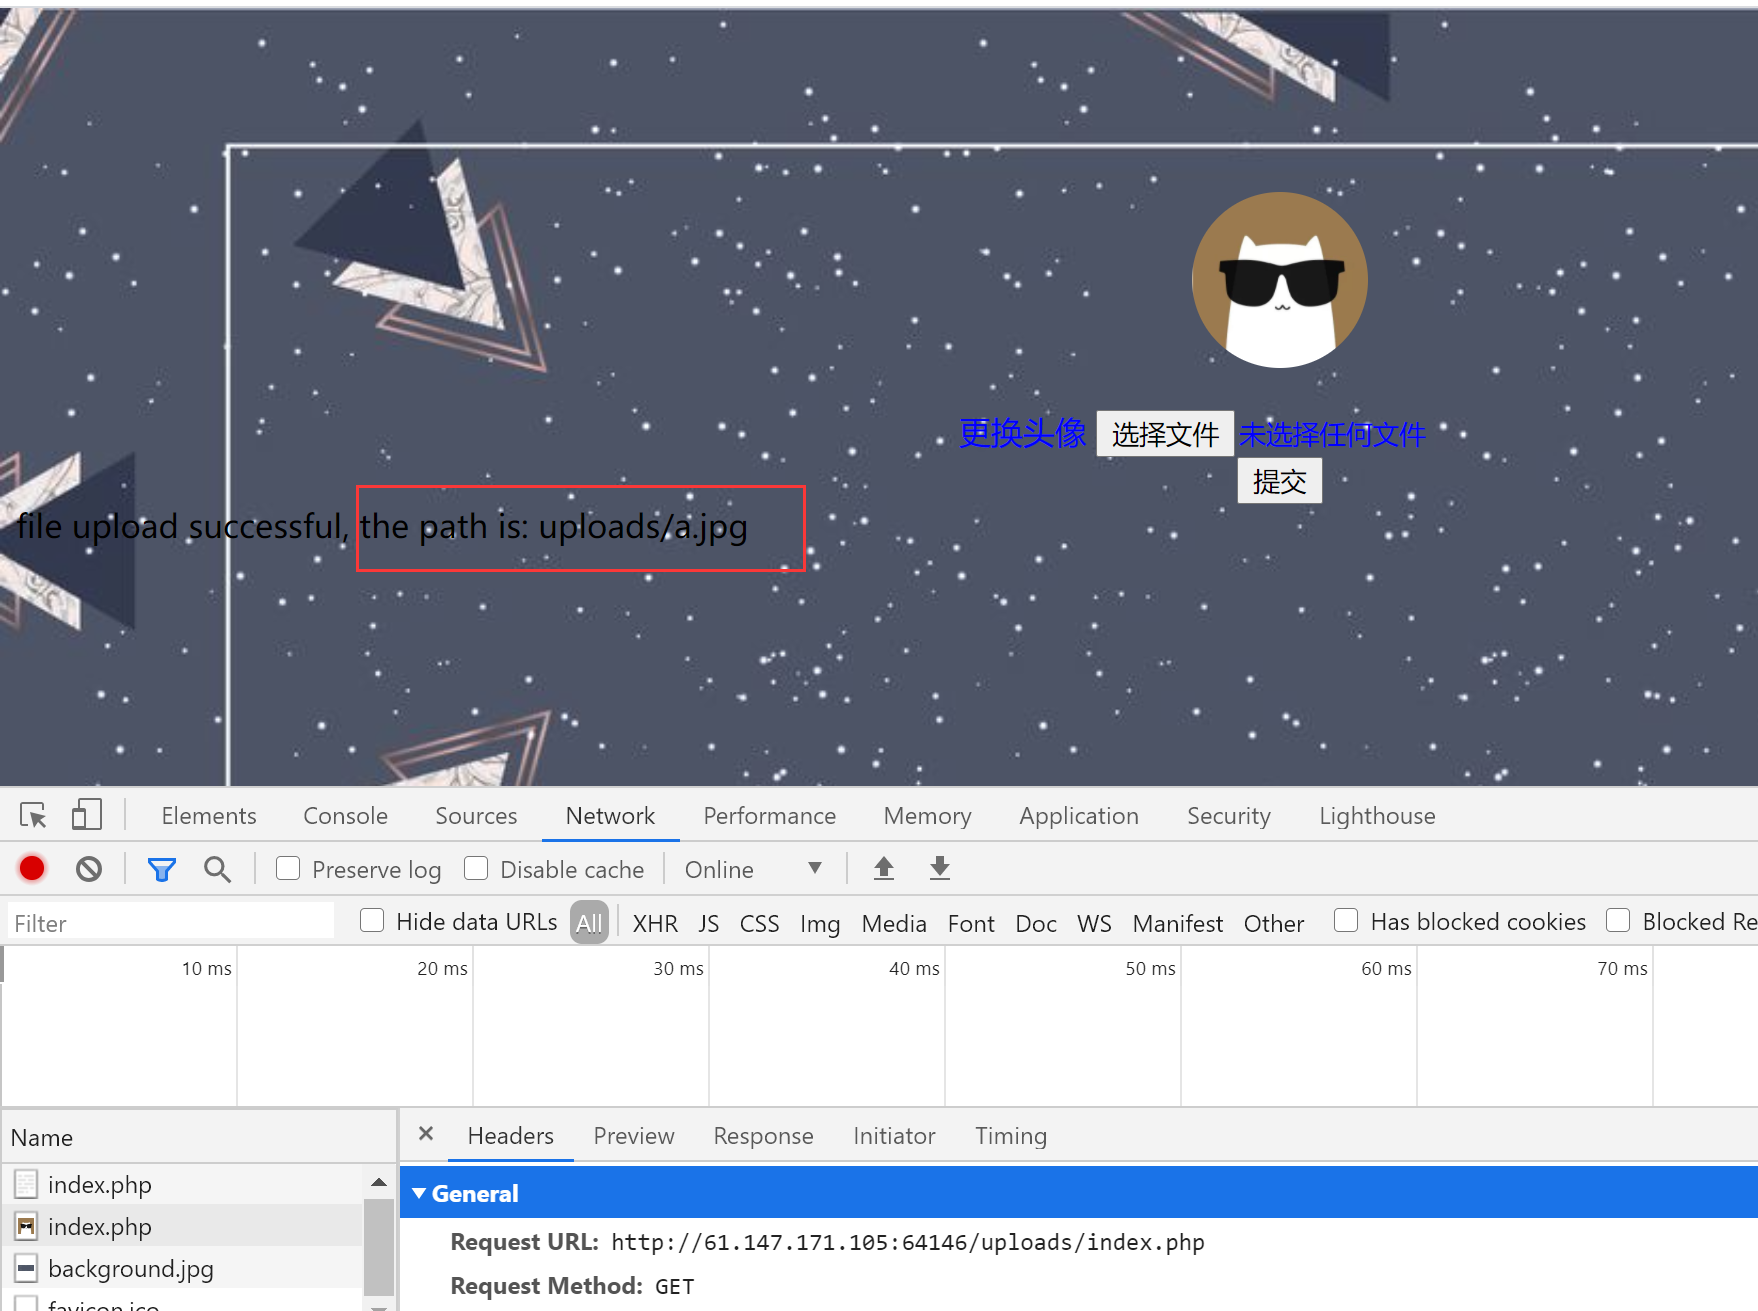 更换头像 选择文件 未选择任何文件
提交
file upload successful, the path is: uploads/a.jpg
Elements Console Sources Network Performance Memory Application Security Lighthouse
Preserve log Disable cache Online
Filter Hide data URLs All XHR JS CSS Img Media Font Doc WS Manifest Other Has blocked cookies Blocked Re
10 ms 20 ms 30 ms 40 ms 50 ms 60 ms 70 ms
Name
index.php
index.php
background.jpg
favicon.ico
× Headers Preview Response Initiator Timing
General
Request URL: http://61.147.171.105:64146/uploads/index.php
Request Method: GET